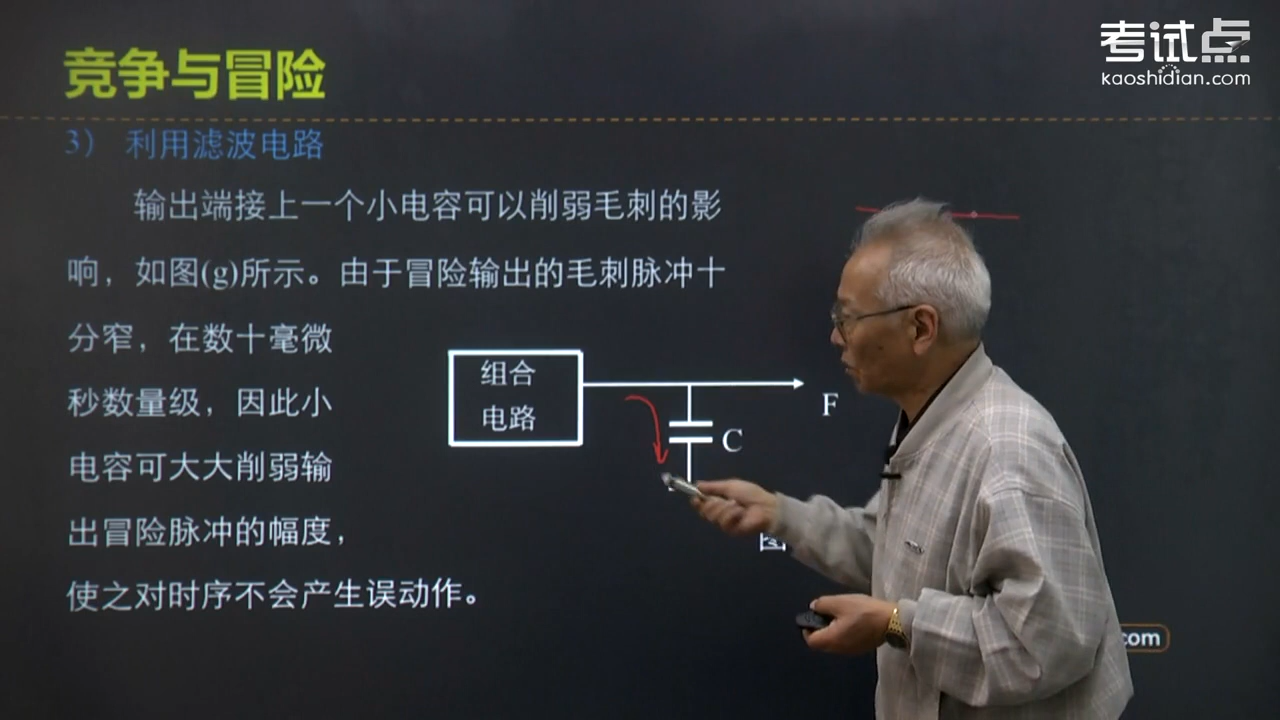 考试点
kaoshidian.com
竞争与冒险
3） 利用滤波电路
输出端接上一个小电容可以削弱毛刺的影
响，如图(g)所示。由于冒险输出的毛刺脉冲十
分窄，在数十毫微
秒数量级，因此小
电容可大大削弱输
出冒险脉冲的幅度，
使之对时序不会产生误动作。
组合
电路
F
C
图
com